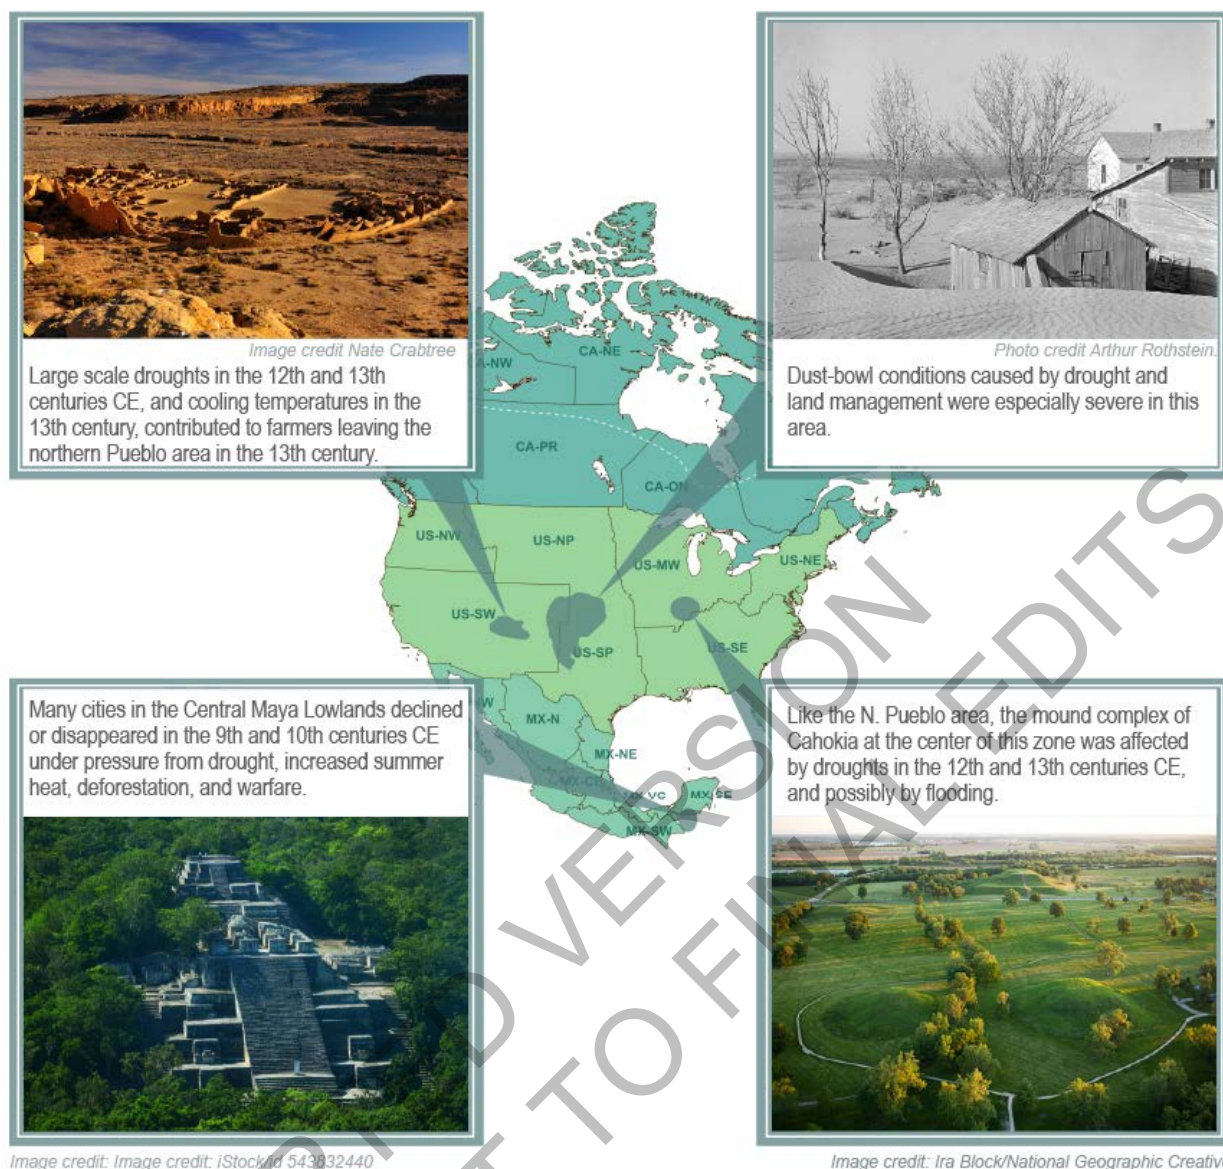 Image credit Nate Crabtree
Large scale droughts in the 12th and 13th
centuries CE, and cooling temperatures in the
13th century, contributed to farmers leaving the
northern Pueblo area in the 13th century.
Photo credit Arthur Rothstein.
Dust-bowl conditions caused by drought and
land management were especially severe in this
area.
CA-NE
CA-PR
US-NW
US-NP
US-MW
US-NE
US-SW
US-SP
US-SE
MX-N
MX-NE
MX-SE
MX-SW
Many cities in the Central Maya Lowlands declined
or disappeared in the 9th and 10th centuries CE
under pressure from drought, increased summer
heat, deforestation, and warfare.
Like the N. Pueblo area, the mound complex of
Cahokia at the center of this zone was affected
by droughts in the 12th and 13th centuries CE,
and possibly by flooding.
Image credit: Image credit: iStock/id 543832440
Image credit: Ira Block/National Geographic Creative
VERSION
TO FINAL EDITS